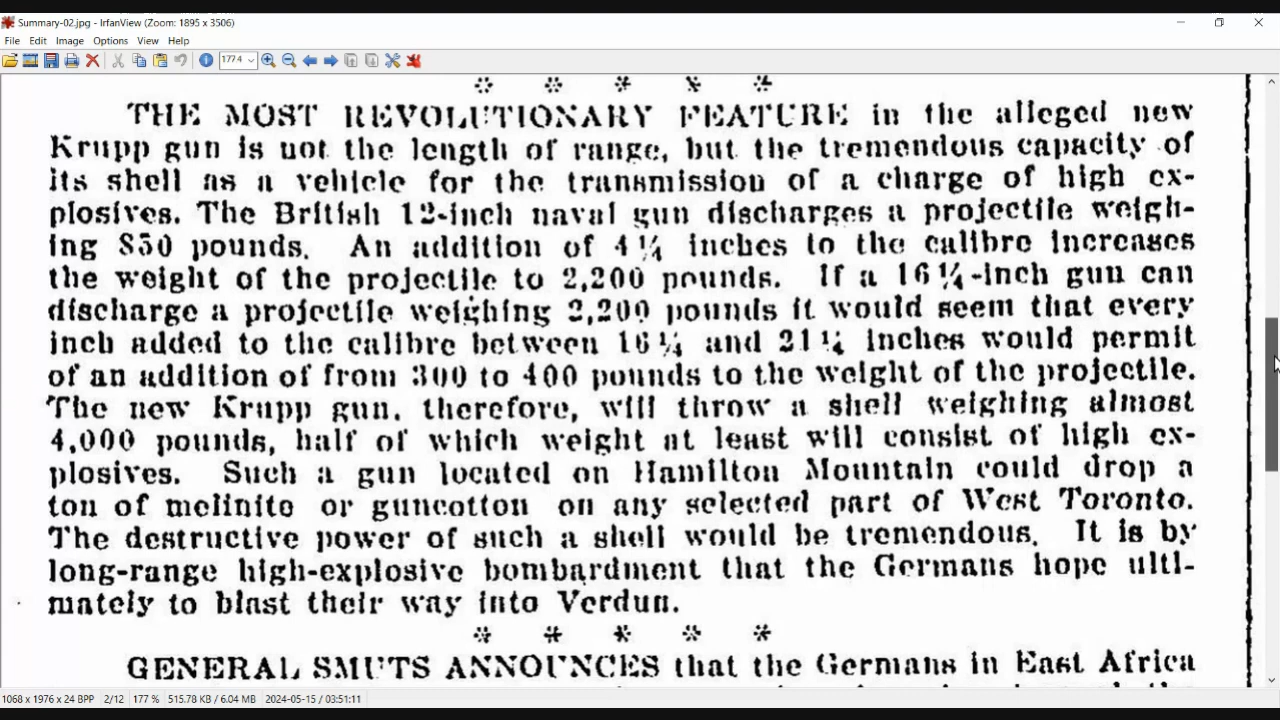 Summary-02.jpg - IrfanView (Zoom: 1895 x 3506)
File Edit Image Options View Help
177.4
THE MOST REVOLUTIONARY FEATURE in the alleged new
Krupp gun is not the length of range, but the tremendous capacity of
its shell as a vehicle for the transmission of a charge of high ex-
plosives. The British 12-inch naval gun discharges a projectile weigh-
ing 850 pounds. An addition of 4¼ inches to the calibre increases
the weight of the projectile to 2,200 pounds. If a 16¼-inch gun can
discharge a projectile weighing 2,200 pounds it would seem that every
inch added to the calibre between 16¼ and 21¼ inches would permit
of an addition of from 300 to 400 pounds to the weight of the projectile.
The new Krupp gun, therefore, will throw a shell weighing almost
4,000 pounds, half of which weight at least will consist of high ex-
plosives. Such a gun located on Hamilton Mountain could drop a
ton of melinite or guncotton on any selected part of West Toronto.
The destructive power of such a shell would be tremendous. It is by
long-range high-explosive bombardment that the Germans hope ulti-
mately to blast their way into Verdun.
GENERAL SMUTS ANNOUNCES that the Germans in East Africa
1068 x 1976 x 24 BPP 2/12 177 % 515.78 KB / 6.04 MB 2024-05-15 / 03:51:11